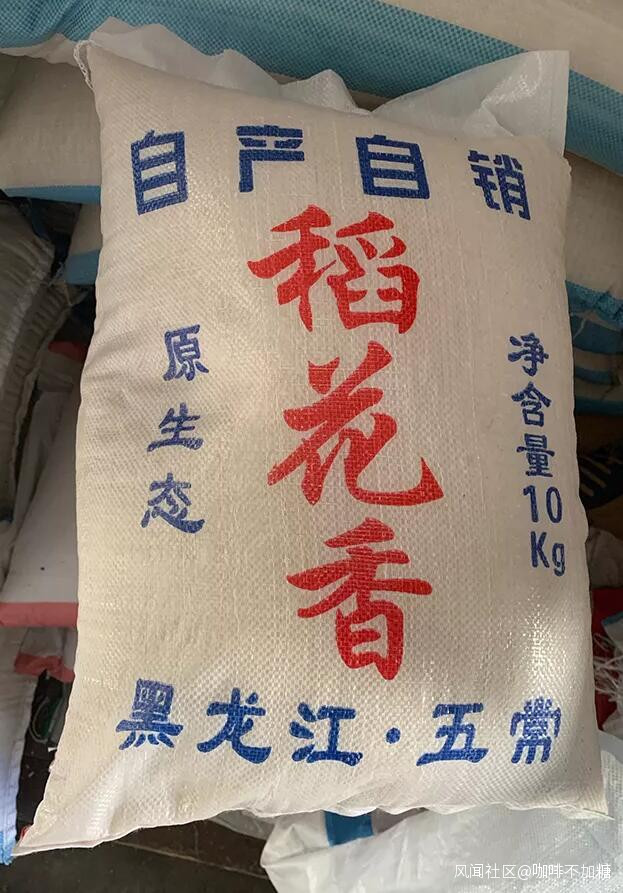 自产自销
稻花香
原生态
净含量10Kg
黑龙江·五常
风闻社区@咖啡不加糖